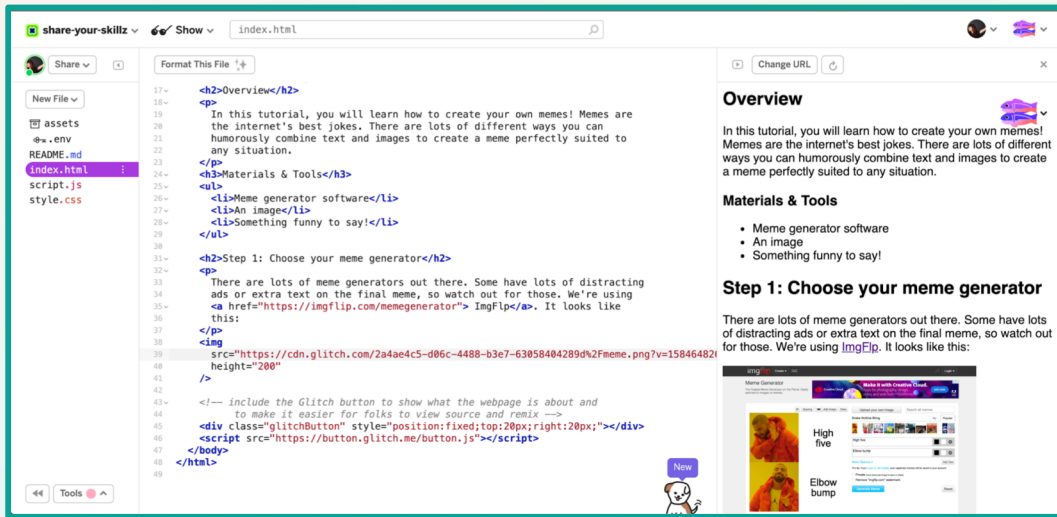 share-your-skillz
Show
index.html
Share
Format This File
Change URL
New File
assets
.env
README.md
index.html
script.js
style.css
Tools
17 <h2>Overview</h2>
18 <p>
19 In this tutorial, you will learn how to create your own memes! Memes are
20 the internet's best jokes. There are lots of different ways you can
21 humorously combine text and images to create a meme perfectly suited to
22 any situation.
23 </p>
24 <h3>Materials & Tools</h3>
25 <ul>
26 <li>Meme generator software</li>
27 <li>An image</li>
28 <li>Something funny to say!</li>
29 </ul>
30
31 <h2>Step 1: Choose your meme generator</h2>
32 <p>
33 There are lots of meme generators out there. Some have lots of distracting
34 ads or extra text on the final meme, so watch out for those. We're using
35 <a href="https://imgflip.com/memegenerator"> ImgFlp</a>. It looks like
36 this:
37 </p>
38 <img
39 src="https://cdn.glitch.com/2a4ae4c5-d06c-4488-b3e7-63058404289d%2Fmeme.png?v=158464826
40 height="200"
41 />
42
43 <!-- include the Glitch button to show what the webpage is about and
44 to make it easier for folks to view source and remix -->
45 <div class="glitchButton" style="position:fixed;top:20px;right:20px;"></div>
46 <script src="https://button.glitch.me/button.js"></script>
47 </body>
48 </html>
49
New
Overview
In this tutorial, you will learn how to create your own memes!
Memes are the internet's best jokes. There are lots of different
ways you can humorously combine text and images to create
a meme perfectly suited to any situation.
Materials & Tools
• Meme generator software
• An image
• Something funny to say!
Step 1: Choose your meme generator
There are lots of meme generators out there. Some have lots
of distracting ads or extra text on the final meme, so watch out
for those. We're using ImgFlp. It looks like this:
imgflip
Meme Generator
Make it with Creative Cloud.
Upload your own image
High
five
Elbow
bump
High five
Elbow bump